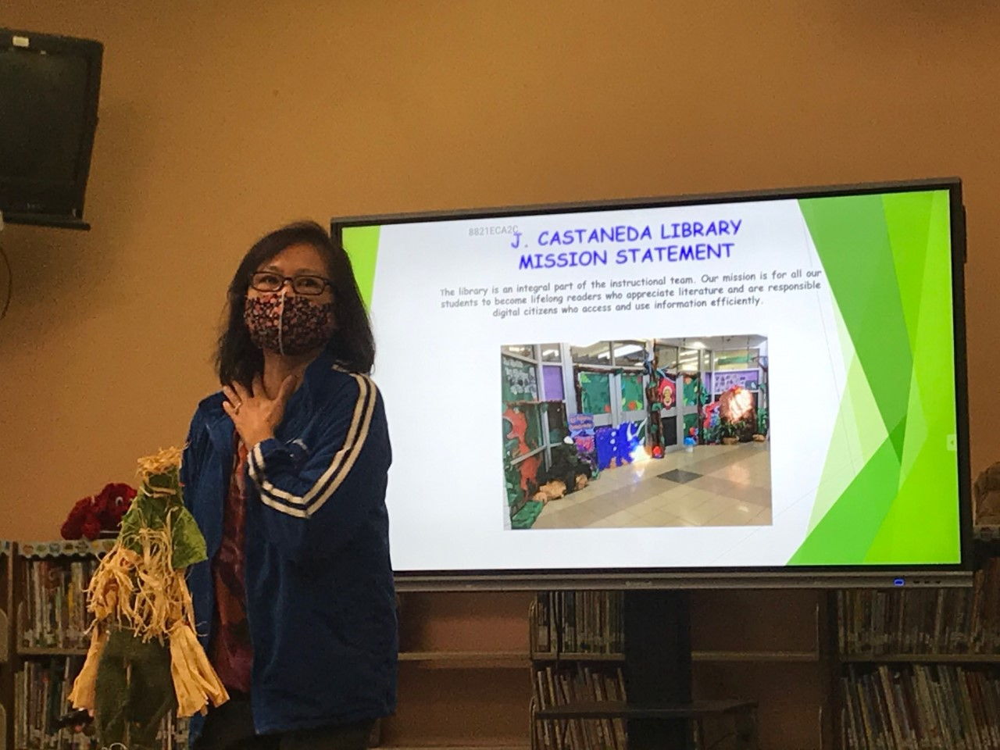 8821ECA2C
J. CASTANEDA LIBRARY
MISSION STATEMENT
The library is an integral part of the instructional team. Our mission is for all our
students to become lifelong readers who appreciate literature and are responsible
digital citizens who access and use information efficiently.